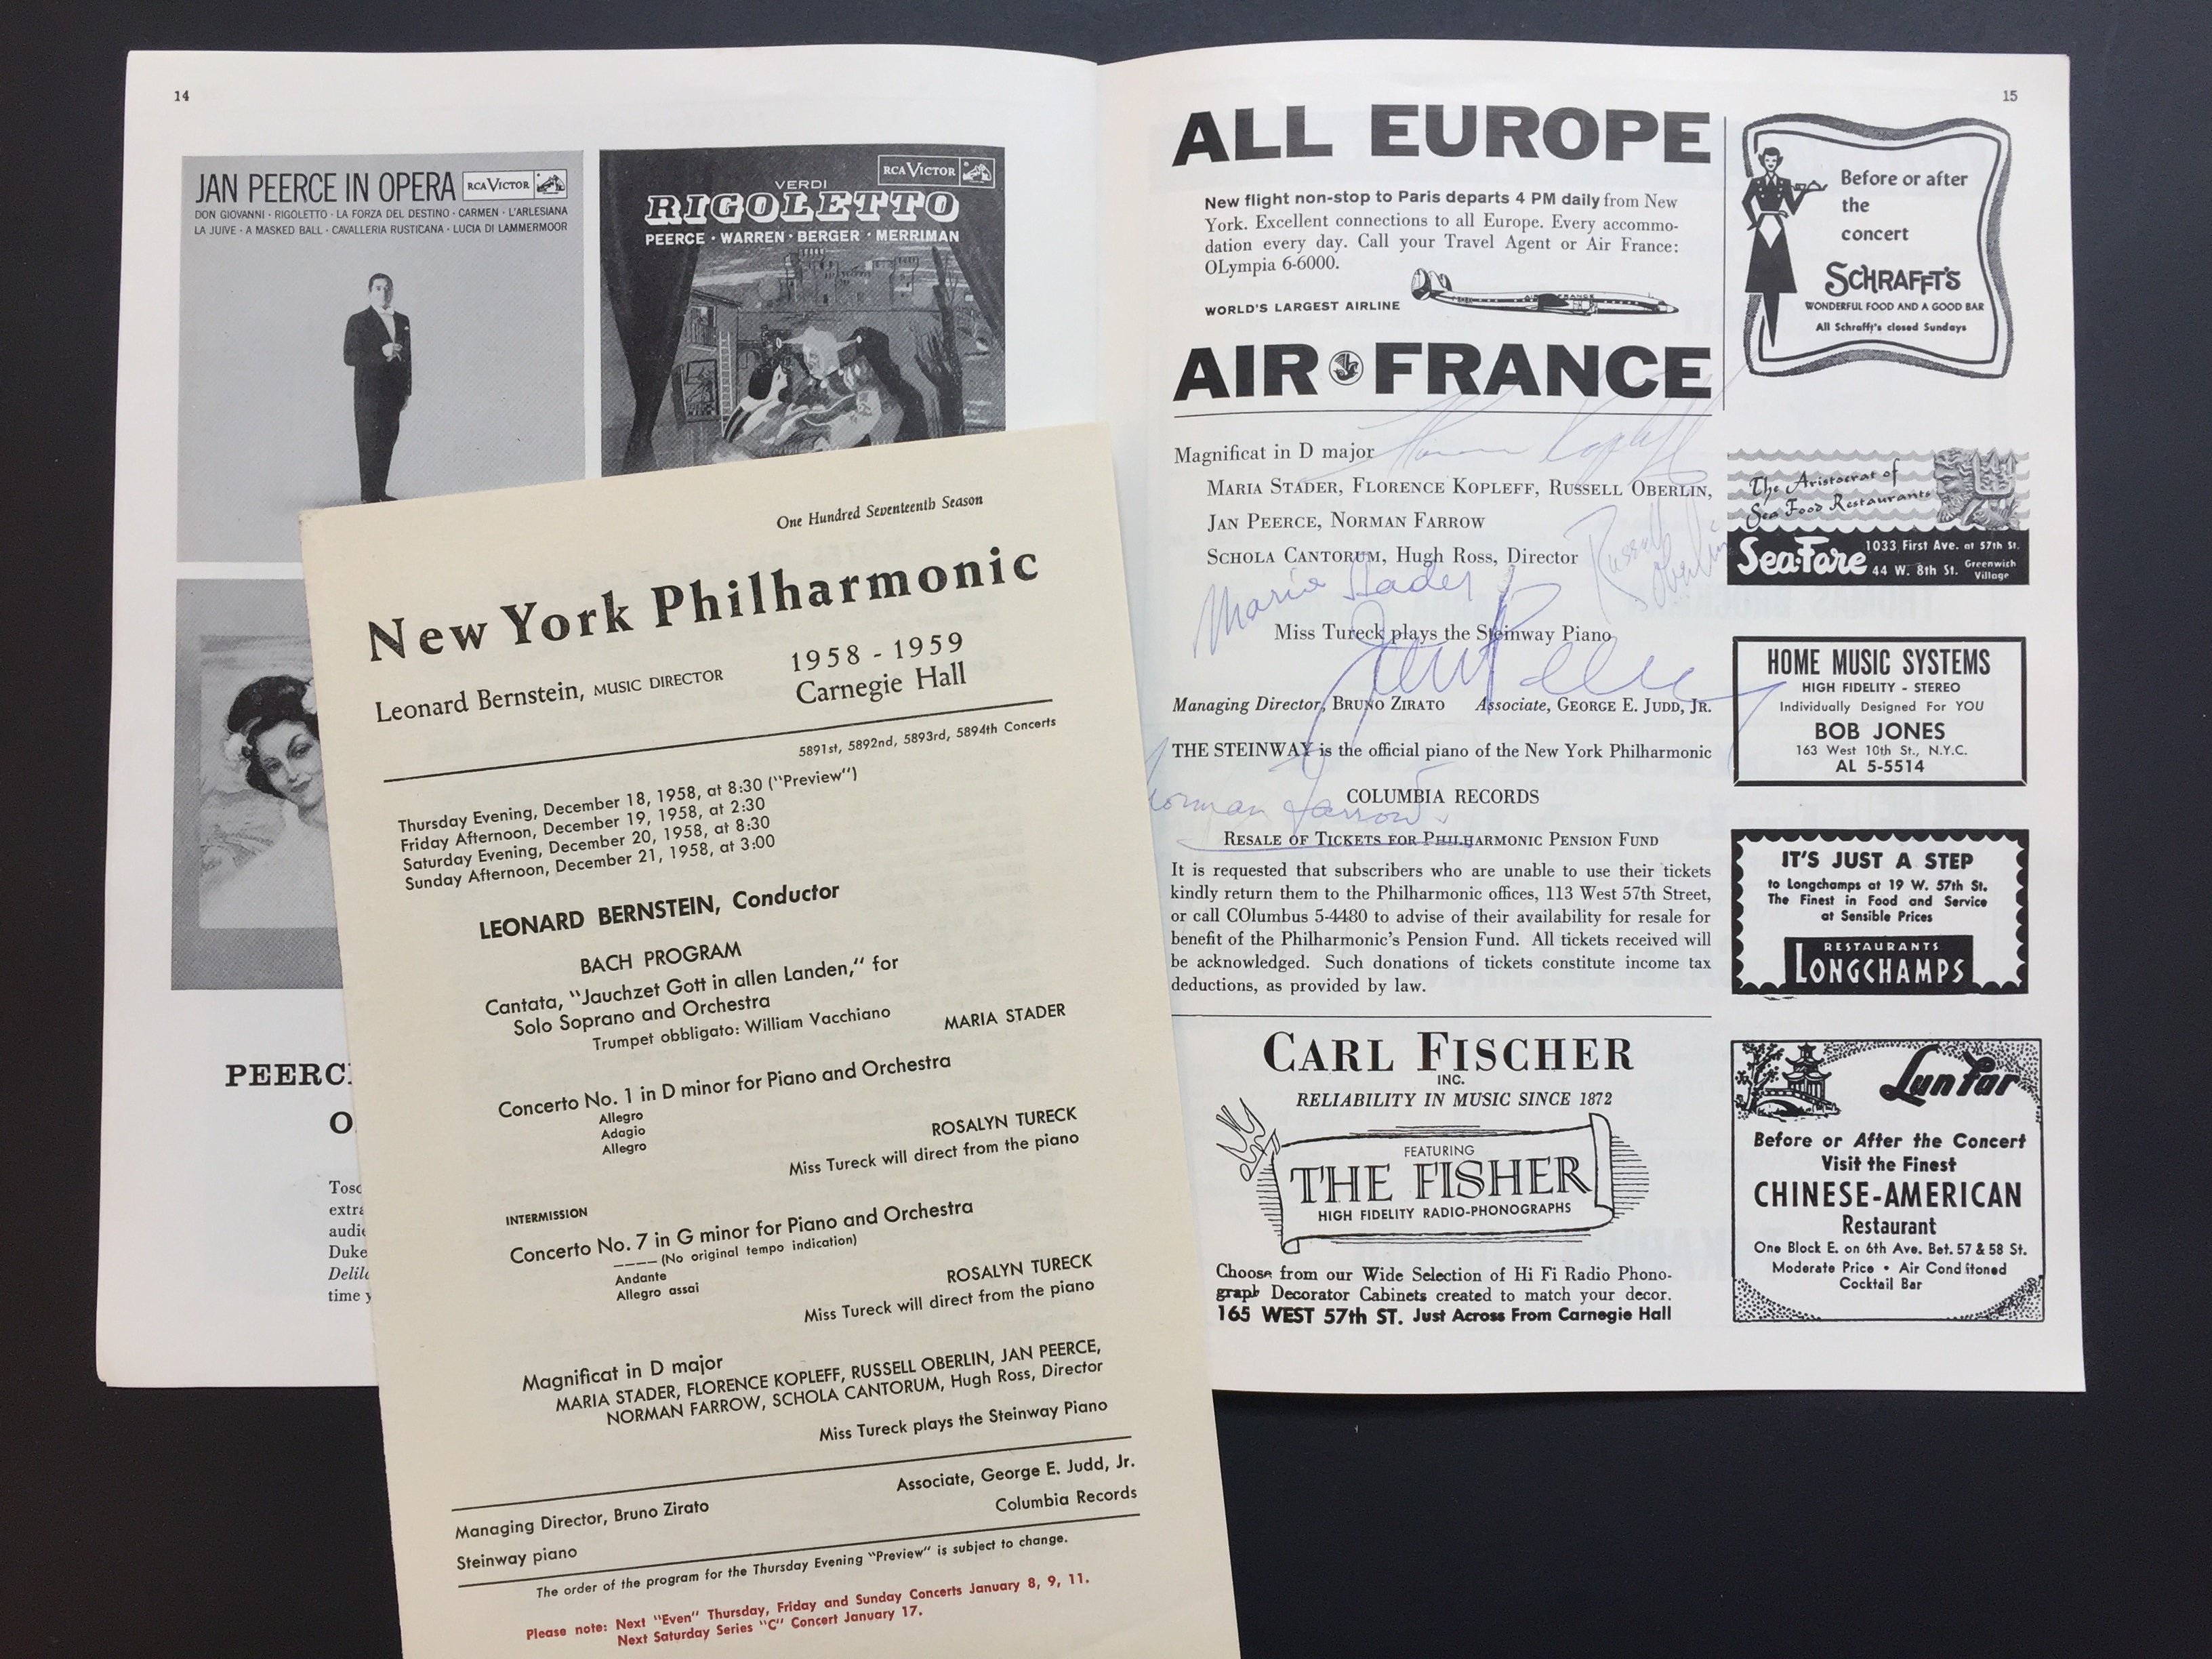 14
JAN PEERCE IN OPERA
RCA VICTOR
DON GIOVANNI · RIGOLETTO · LA FORZA DEL DESTINO · CARMEN · L'ARLESIANA
LA JUIVE · A MASKED BALL · CAVALLERIA RUSTICANA · LUCIA DI LAMMERMOOR
RCA VICTOR
VERDI
RIGOLETTO
PEERCE · WARREN · BERGER · MERRIMAN
PEERC
O
Tosc
extra
audie
Duke
Delila
time y
One Hundred Seventeenth Season
New York Philharmonic
1958 - 1959
Leonard Bernstein, MUSIC DIRECTOR
Carnegie Hall
5891st, 5892nd, 5893rd, 5894th Concerts
Thursday Evening, December 18, 1958, at 8:30 ("Preview")
Friday Afternoon, December 19, 1958, at 2:30
Saturday Evening, December 20, 1958, at 8:30
Sunday Afternoon, December 21, 1958, at 3:00
LEONARD BERNSTEIN, Conductor
BACH PROGRAM
Cantata, "Jauchzet Gott in allen Landen," for
Solo Soprano and Orchestra
Trumpet obbligato: William Vacchiano
MARIA STADER
Concerto No. 1 in D minor for Piano and Orchestra
Allegro
Adagio
Allegro
ROSALYN TURECK
Miss Tureck will direct from the piano
INTERMISSION
Concerto No. 7 in G minor for Piano and Orchestra
---- (No original tempo indication)
Andante
Allegro assai
ROSALYN TURECK
Miss Tureck will direct from the piano
Magnificat in D major
MARIA STADER, FLORENCE KOPLEFF, RUSSELL OBERLIN, JAN PEERCE,
NORMAN FARROW, SCHOLA CANTORUM, Hugh Ross, Director
Miss Tureck plays the Steinway Piano
Managing Director, Bruno Zirato
Associate, George E. Judd, Jr.
Steinway piano
Columbia Records
The order of the program for the Thursday Evening "Preview" is subject to change.
Please note: Next "Even" Thursday, Friday and Sunday Concerts January 8, 9, 11.
Next Saturday Series "C" Concert January 17.
15
ALL EUROPE
New flight non-stop to Paris departs 4 PM daily from New
York. Excellent connections to all Europe. Every accommo-
dation every day. Call your Travel Agent or Air France:
OLympia 6-6000.
WORLD'S LARGEST AIRLINE
AIR FRANCE
Magnificat in D major
Florence Kopleff
MARIA STADER, FLORENCE KOPLEFF, RUSSELL OBERLIN,
JAN PEERCE, NORMAN FARROW
SCHOLA CANTORUM, Hugh Ross, Director
Russell
Oberlin
Maria Stader
Miss Tureck plays the Steinway Piano
Jan Peerce
Managing Director, BRUNO ZIRATO Associate, GEORGE E. JUDD, JR.
THE STEINWAY is the official piano of the New York Philharmonic
COLUMBIA RECORDS
Norman Farrow
RESALE OF TICKETS FOR PHILHARMONIC PENSION FUND
It is requested that subscribers who are unable to use their tickets
kindly return them to the Philharmonic offices, 113 West 57th Street,
or call COlumbus 5-4480 to advise of their availability for resale for
benefit of the Philharmonic's Pension Fund. All tickets received will
be acknowledged. Such donations of tickets constitute income tax
deductions, as provided by law.
CARL FISCHER
INC.
RELIABILITY IN MUSIC SINCE 1872
FEATURING
THE FISHER
HIGH FIDELITY RADIO-PHONOGRAPHS
Choose from our Wide Selection of Hi Fi Radio Phono-
graph Decorator Cabinets created to match your decor.
165 WEST 57th ST. Just Across From Carnegie Hall
Before or after
the
concert
SCHRAFFT'S
WONDERFUL FOOD AND A GOOD BAR
All Schrafft's closed Sundays
The Aristocrat of
Sea Food Restaurants
Sea-Fare
1033 First Ave. at 57th St.
44 W. 8th St. Greenwich
Village
HOME MUSIC SYSTEMS
HIGH FIDELITY - STEREO
Individually Designed For YOU
BOB JONES
163 West 10th St., N.Y.C.
AL 5-5514
IT'S JUST A STEP
to Longchamps at 19 W. 57th St.
The Finest in Food and Service
at Sensible Prices
RESTAURANTS
LONGCHAMPS
Lun Far
Before or After the Concert
Visit the Finest
CHINESE-AMERICAN
Restaurant
One Block E. on 6th Ave. Bet. 57 & 58 St.
Moderate Price • Air Conditoned
Cocktail Bar